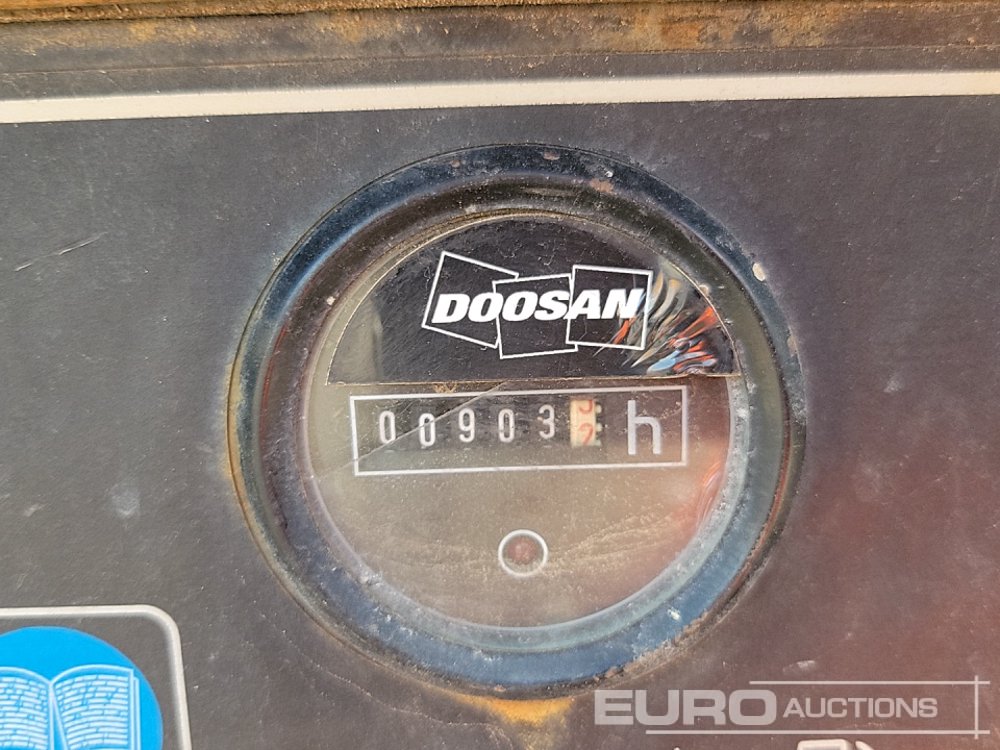 DOOSAN
00903 h
EURO AUCTIONS